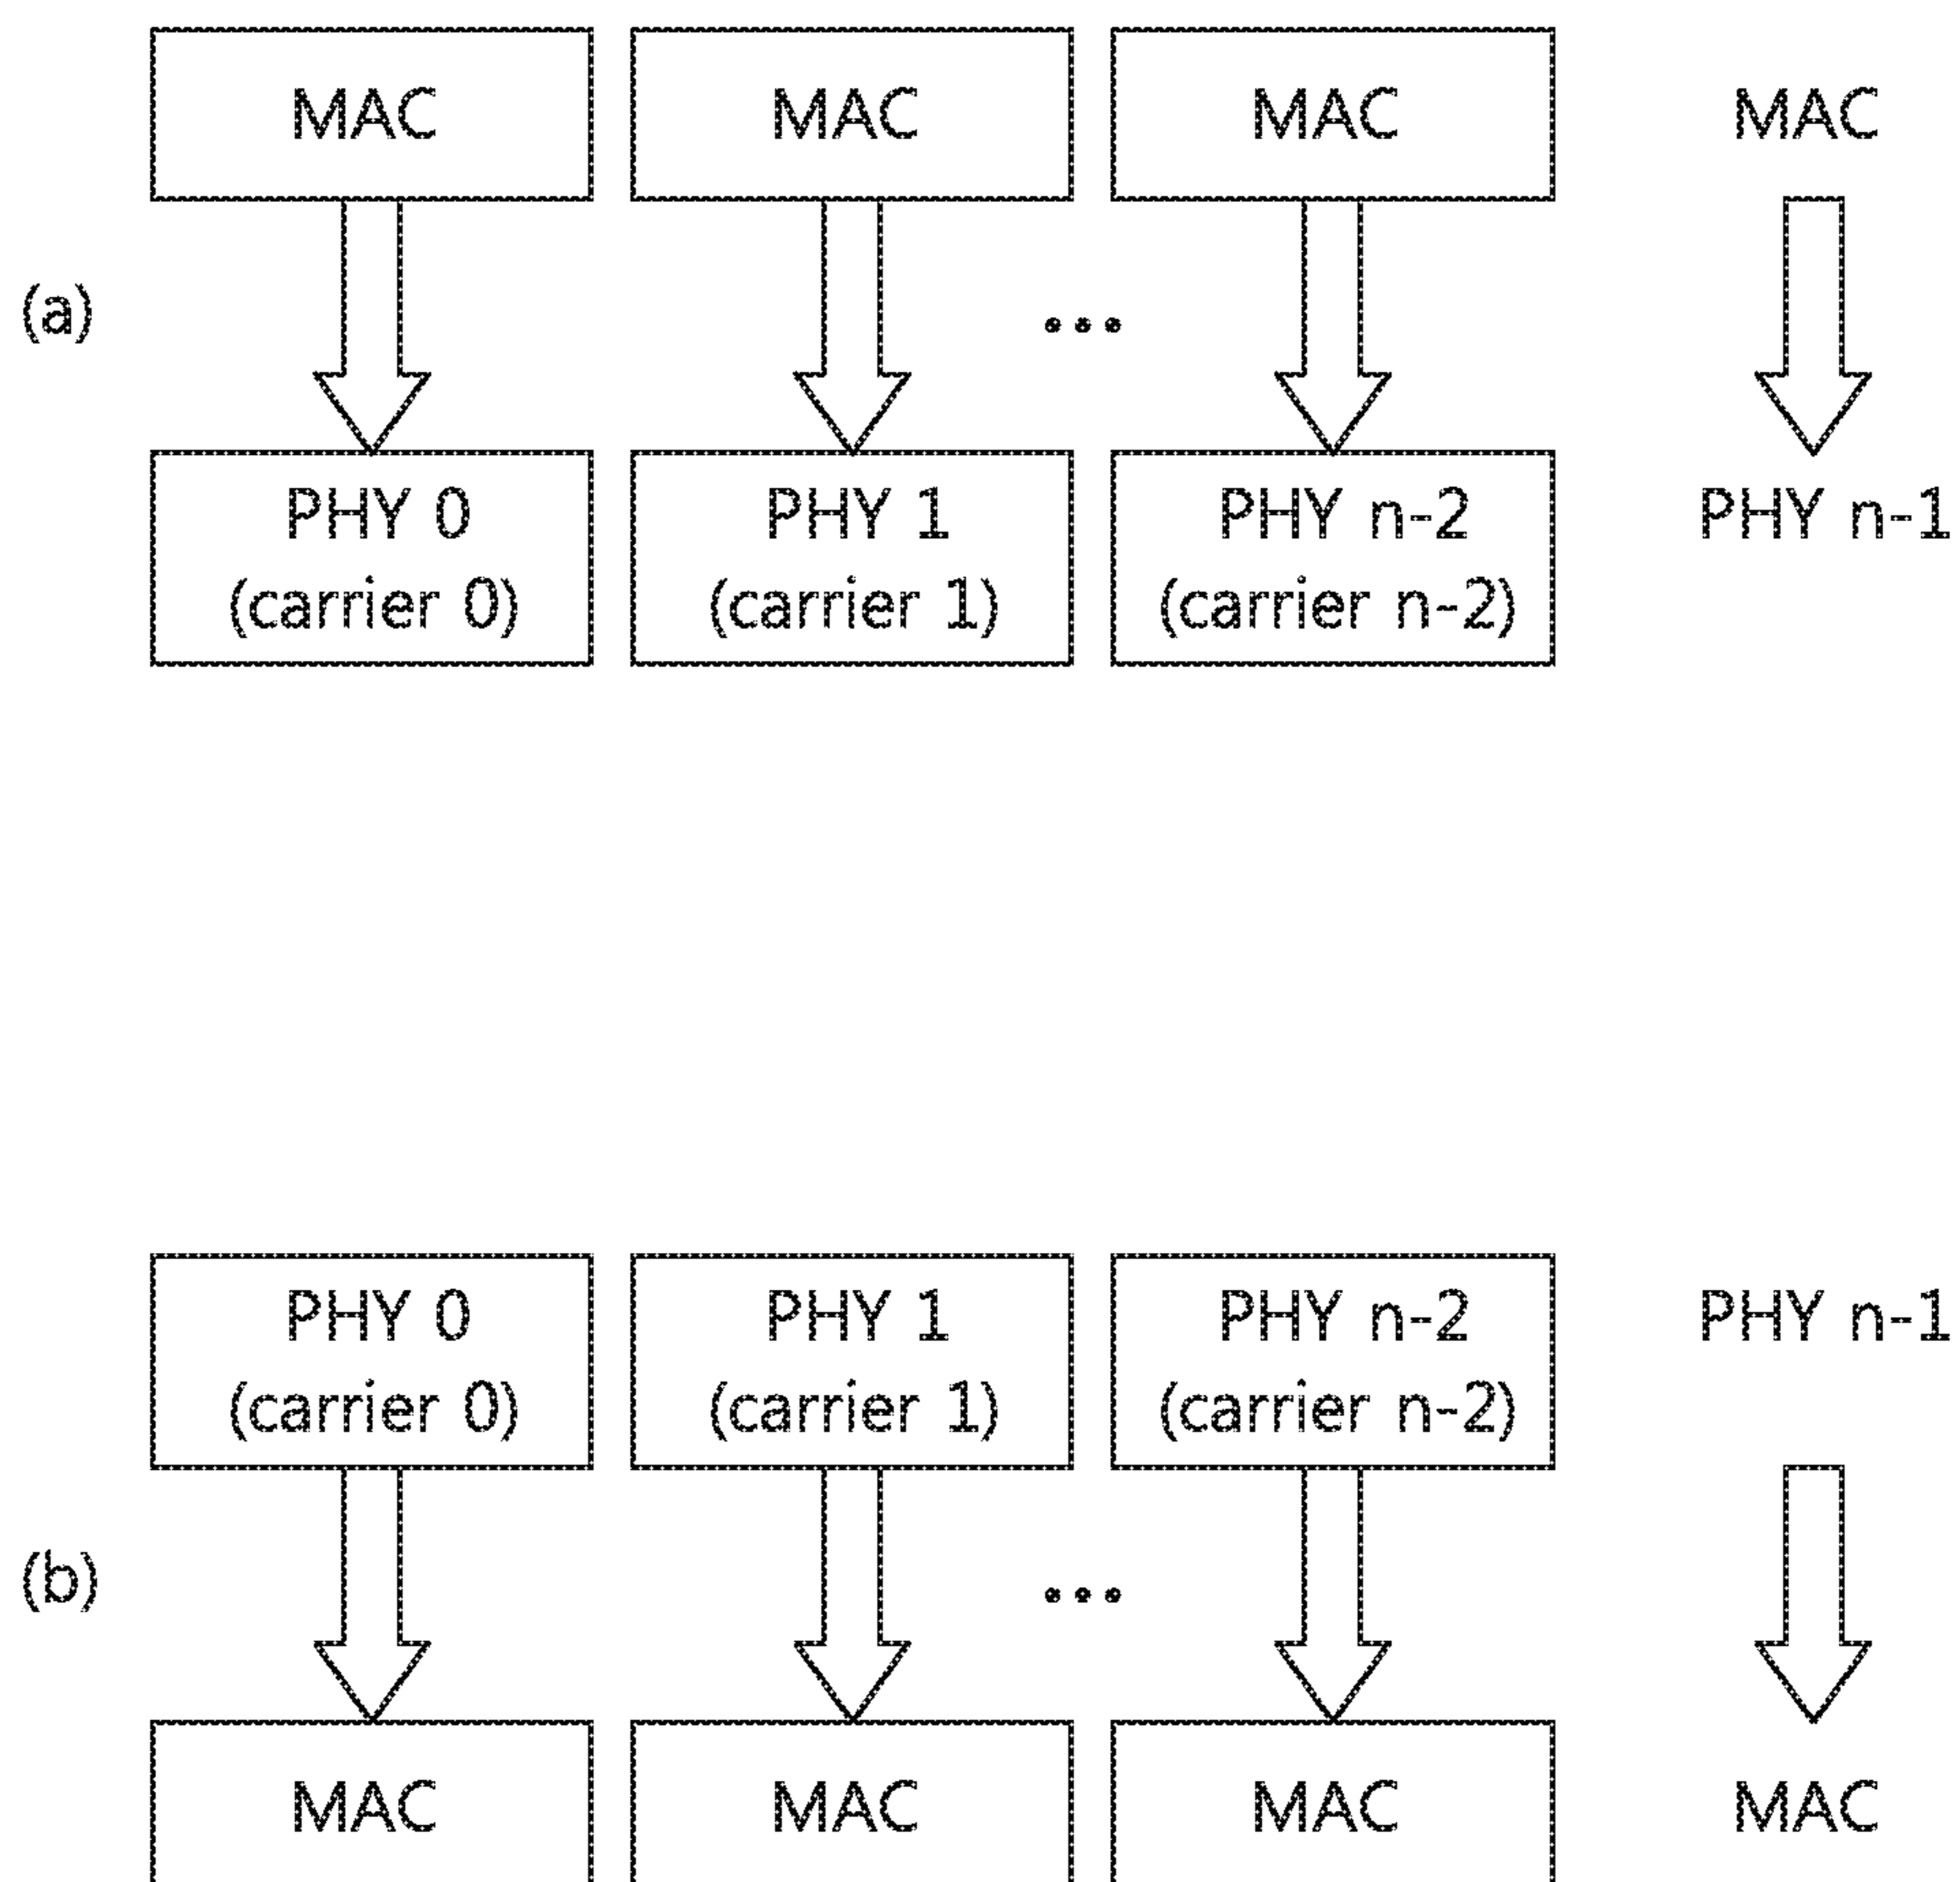 MAC MAC MAC MAC
(a)
...
PHY 0 PHY 1 PHY n-2 PHY n-1
(carrier 0) (carrier 1) (carrier n-2)
PHY 0 PHY 1 PHY n-2 PHY n-1
(carrier 0) (carrier 1) (carrier n-2)
(b)
...
MAC MAC MAC MAC